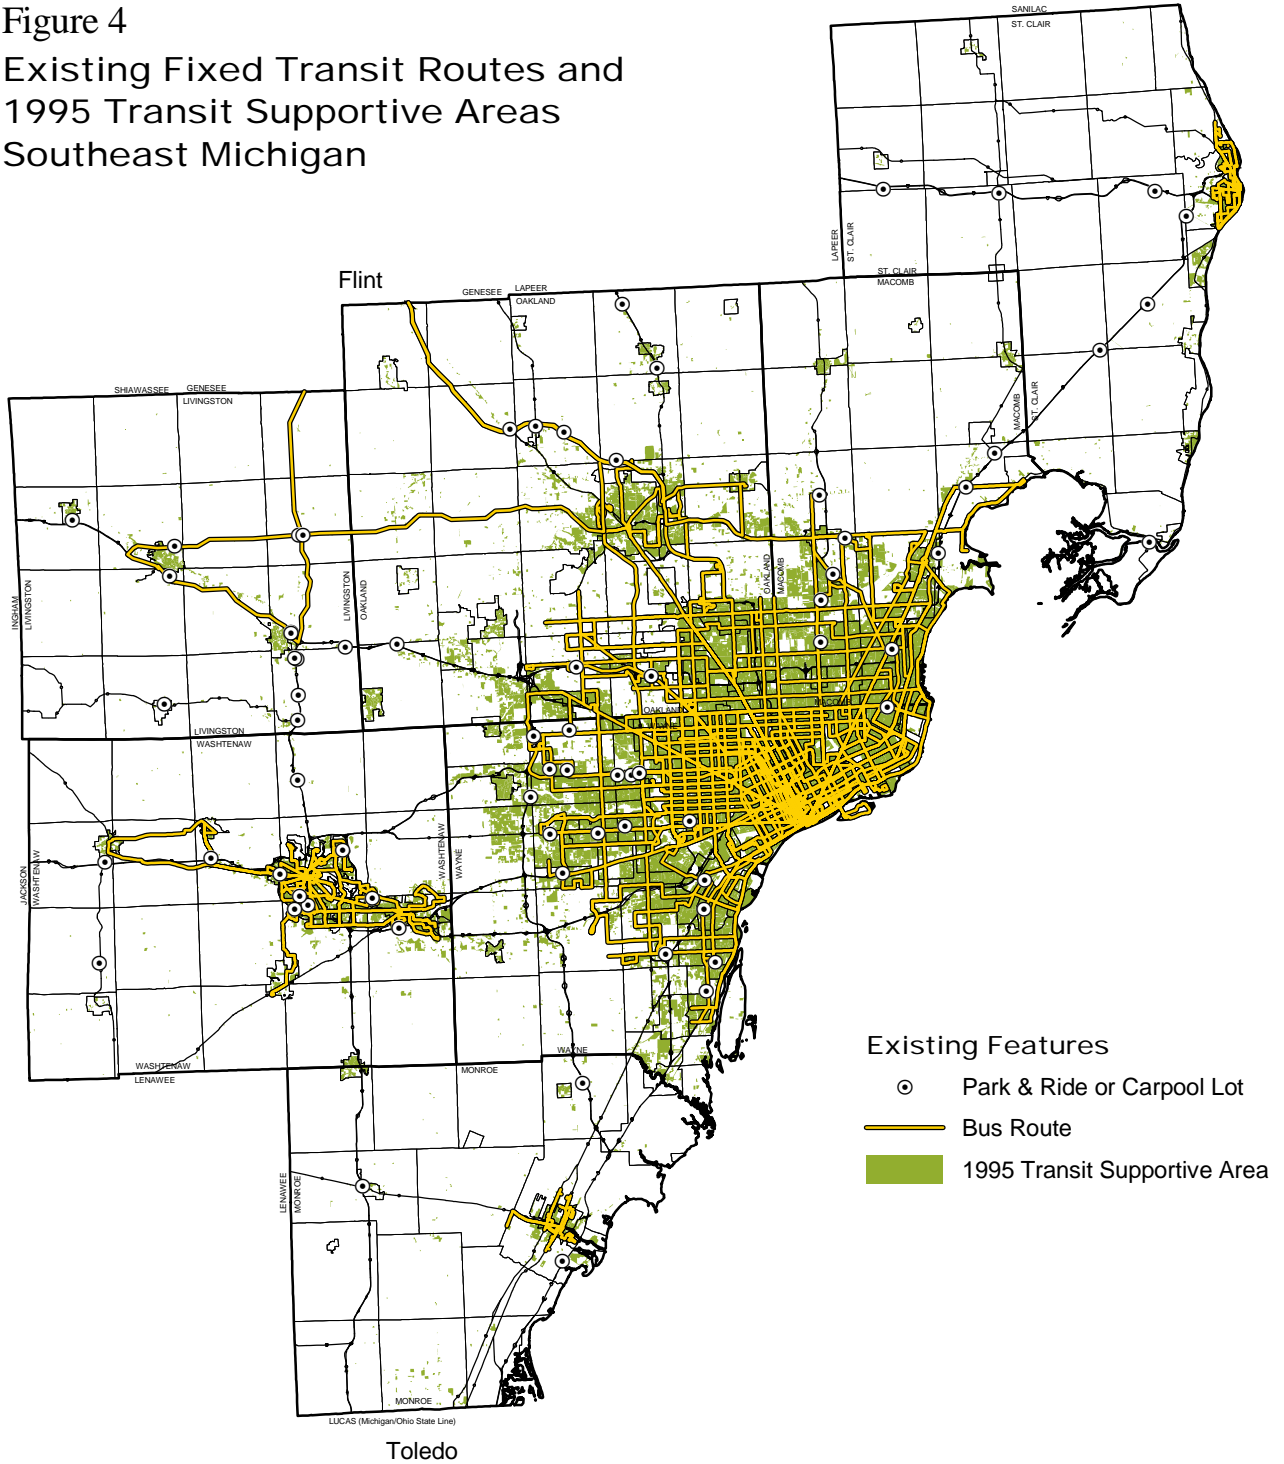 Figure 4
Existing Fixed Transit Routes and
1995 Transit Supportive Areas
Southeast Michigan
SANILAC
ST. CLAIR
LAPEER
ST. CLAIR
ST. CLAIR
MACOMB
Flint
GENESEE
LAPEER
OAKLAND
SHIAWASSEE
GENESEE
LIVINGSTON
MACOMB
ST. CLAIR
INGHAM
LIVINGSTON
LIVINGSTON
OAKLAND
OAKLAND
MACOMB
OAKLAND
WAYNE
MACOMB
LIVINGSTON
WASHTENAW
JACKSON
WASHTENAW
WASHTENAW
WAYNE
WASHTENAW
LENAWEE
WAYNE
MONROE
LENAWEE
MONROE
MONROE
LUCAS (Michigan/Ohio State Line)
Toledo
Existing Features
Park & Ride or Carpool Lot
Bus Route
1995 Transit Supportive Area